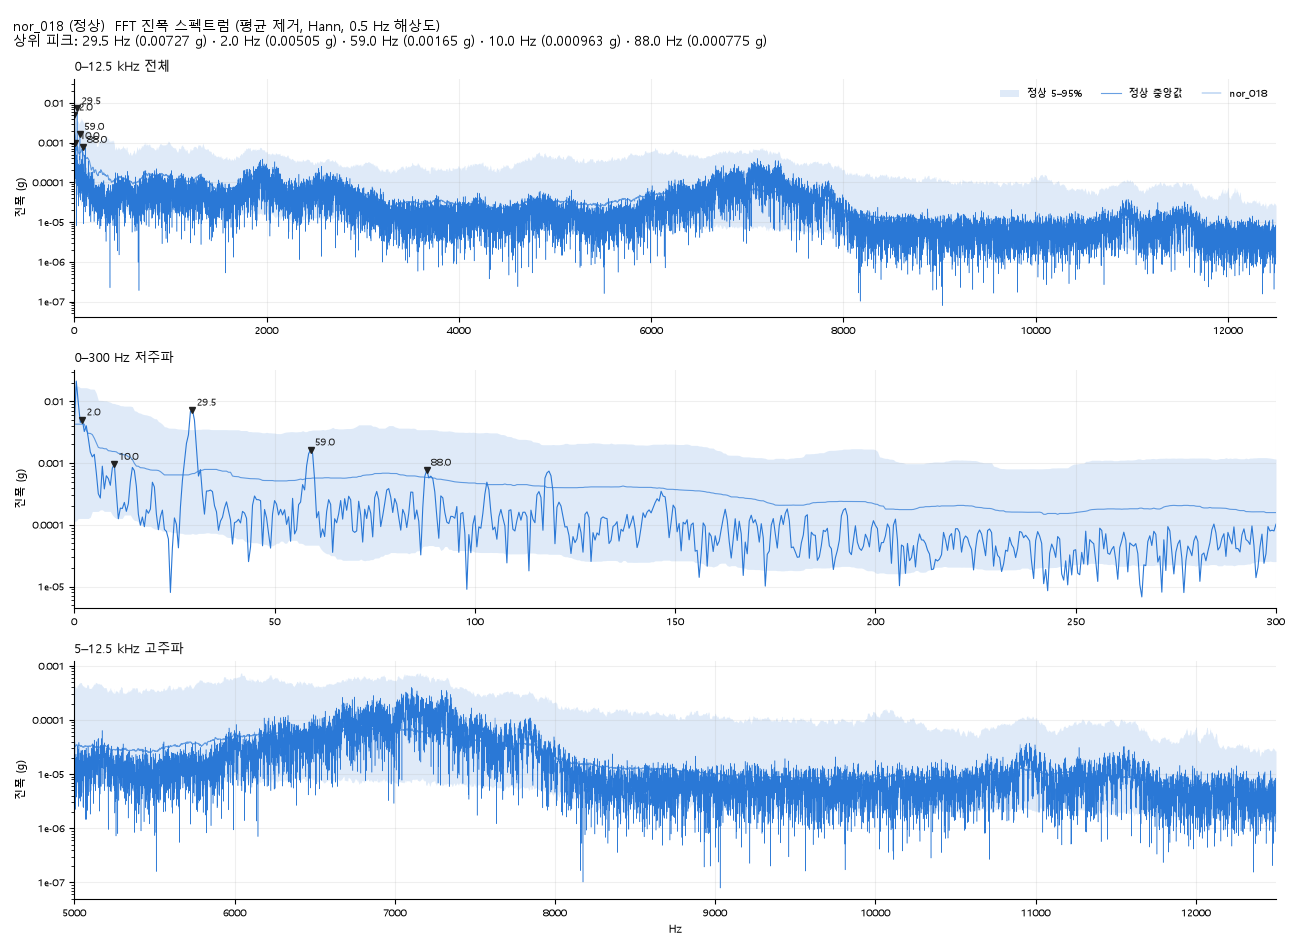 nor_018 (정상)  FFT 진폭 스펙트럼 (평균 제거, Hann, 0.5 Hz 해상도)
상위 피크: 29.5 Hz (0.00727 g) · 2.0 Hz (0.00505 g) · 59.0 Hz (0.00165 g) · 10.0 Hz (0.000963 g) · 88.0 Hz (0.000775 g)
0–12.5 kHz 전체
정상 5–95%
정상 중앙값
nor_018
29.5
2.0
59.0
10.0
88.0
0.01
0.001
0.0001
1e-05
1e-06
1e-07
진폭 (g)
0 2000 4000 6000 8000 10000 12000
0–300 Hz 저주파
2.0
29.5
10.0
59.0
88.0
0.01
0.001
0.0001
1e-05
진폭 (g)
0 50 100 150 200 250 300
5–12.5 kHz 고주파
0.001
0.0001
1e-05
1e-06
1e-07
진폭 (g)
5000 6000 7000 8000 9000 10000 11000 12000
Hz